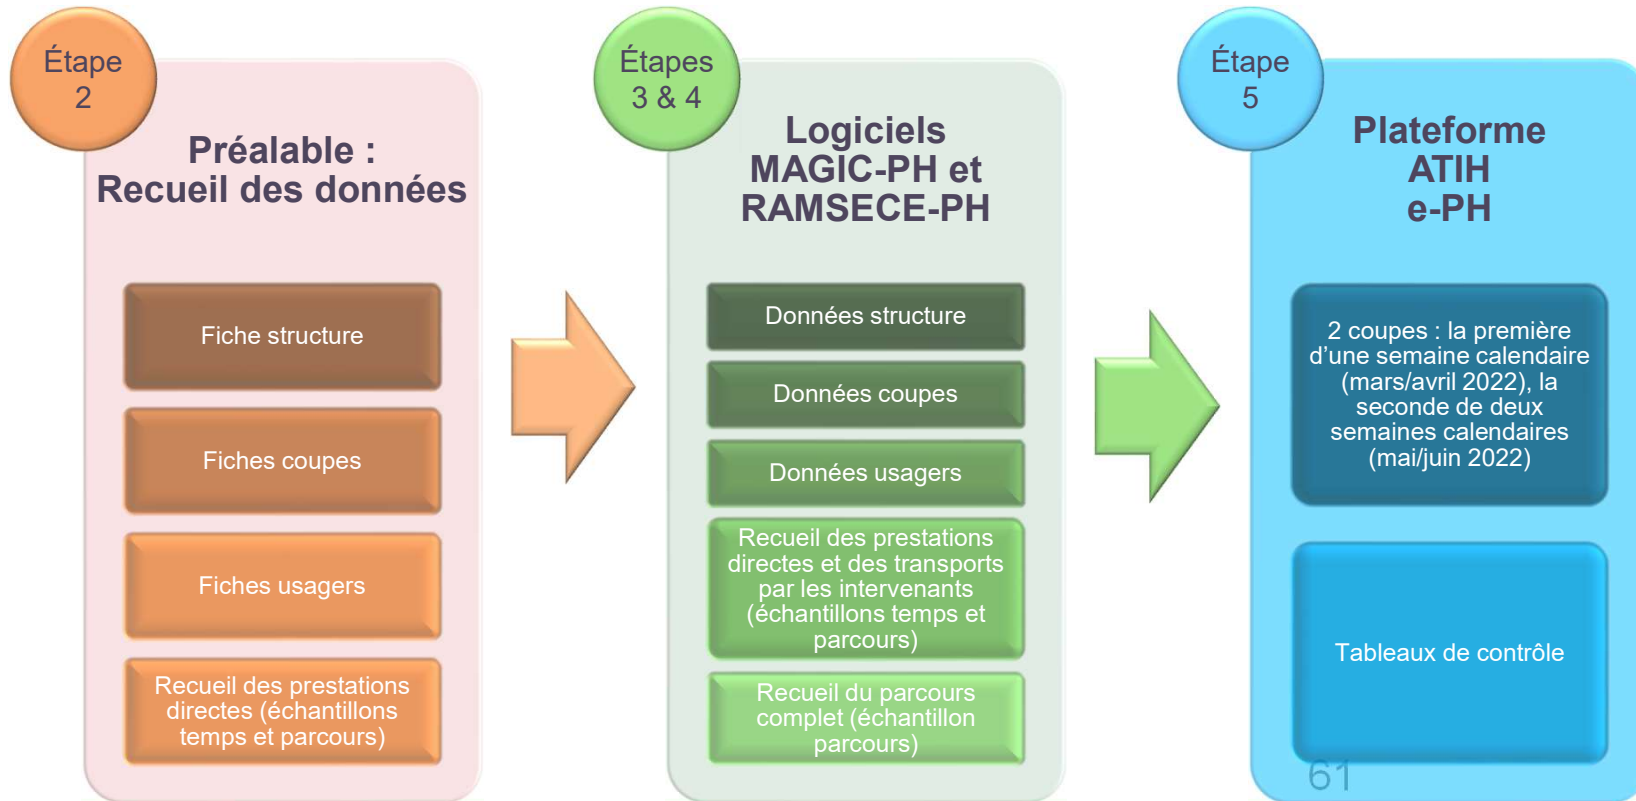 Étape
2
Préalable :
Recueil des données
Fiche structure
Fiches coupes
Fiches usagers
Recueil des prestations
directes (échantillons
temps et parcours)
Étapes
3 & 4
Logiciels
MAGIC-PH et
RAMSECE-PH
Données structure
Données coupes
Données usagers
Recueil des prestations
directes et des transports
par les intervenants
(échantillons temps et
parcours)
Recueil du parcours
complet (échantillon
parcours)
Étape
5
Plateforme
ATIH
e-PH
2 coupes : la première
d’une semaine calendaire
(mars/avril 2022), la
seconde de deux
semaines calendaires
(mai/juin 2022)
Tableaux de contrôle
61